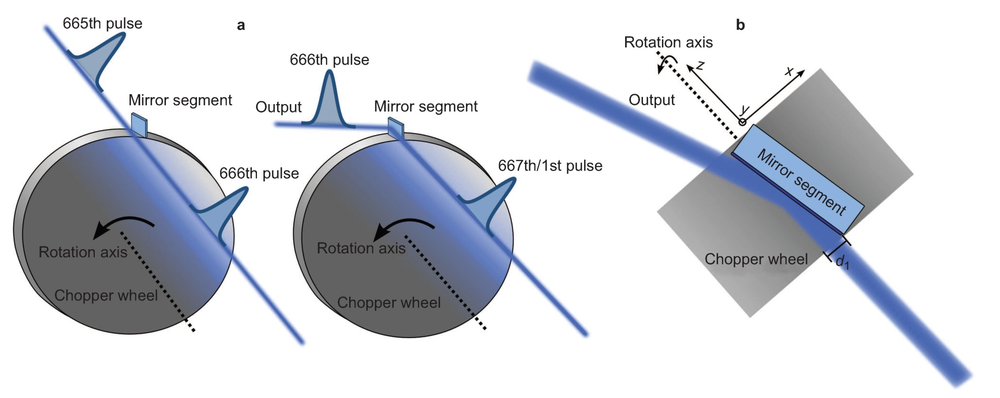 a
665th pulse
Mirror segment
666th pulse
Rotation axis
Chopper wheel
666th pulse
Output
Mirror segment
667th/1st pulse
Rotation axis
Chopper wheel
b
Rotation axis
z
x
y
Output
Mirror segment
Chopper wheel
d1